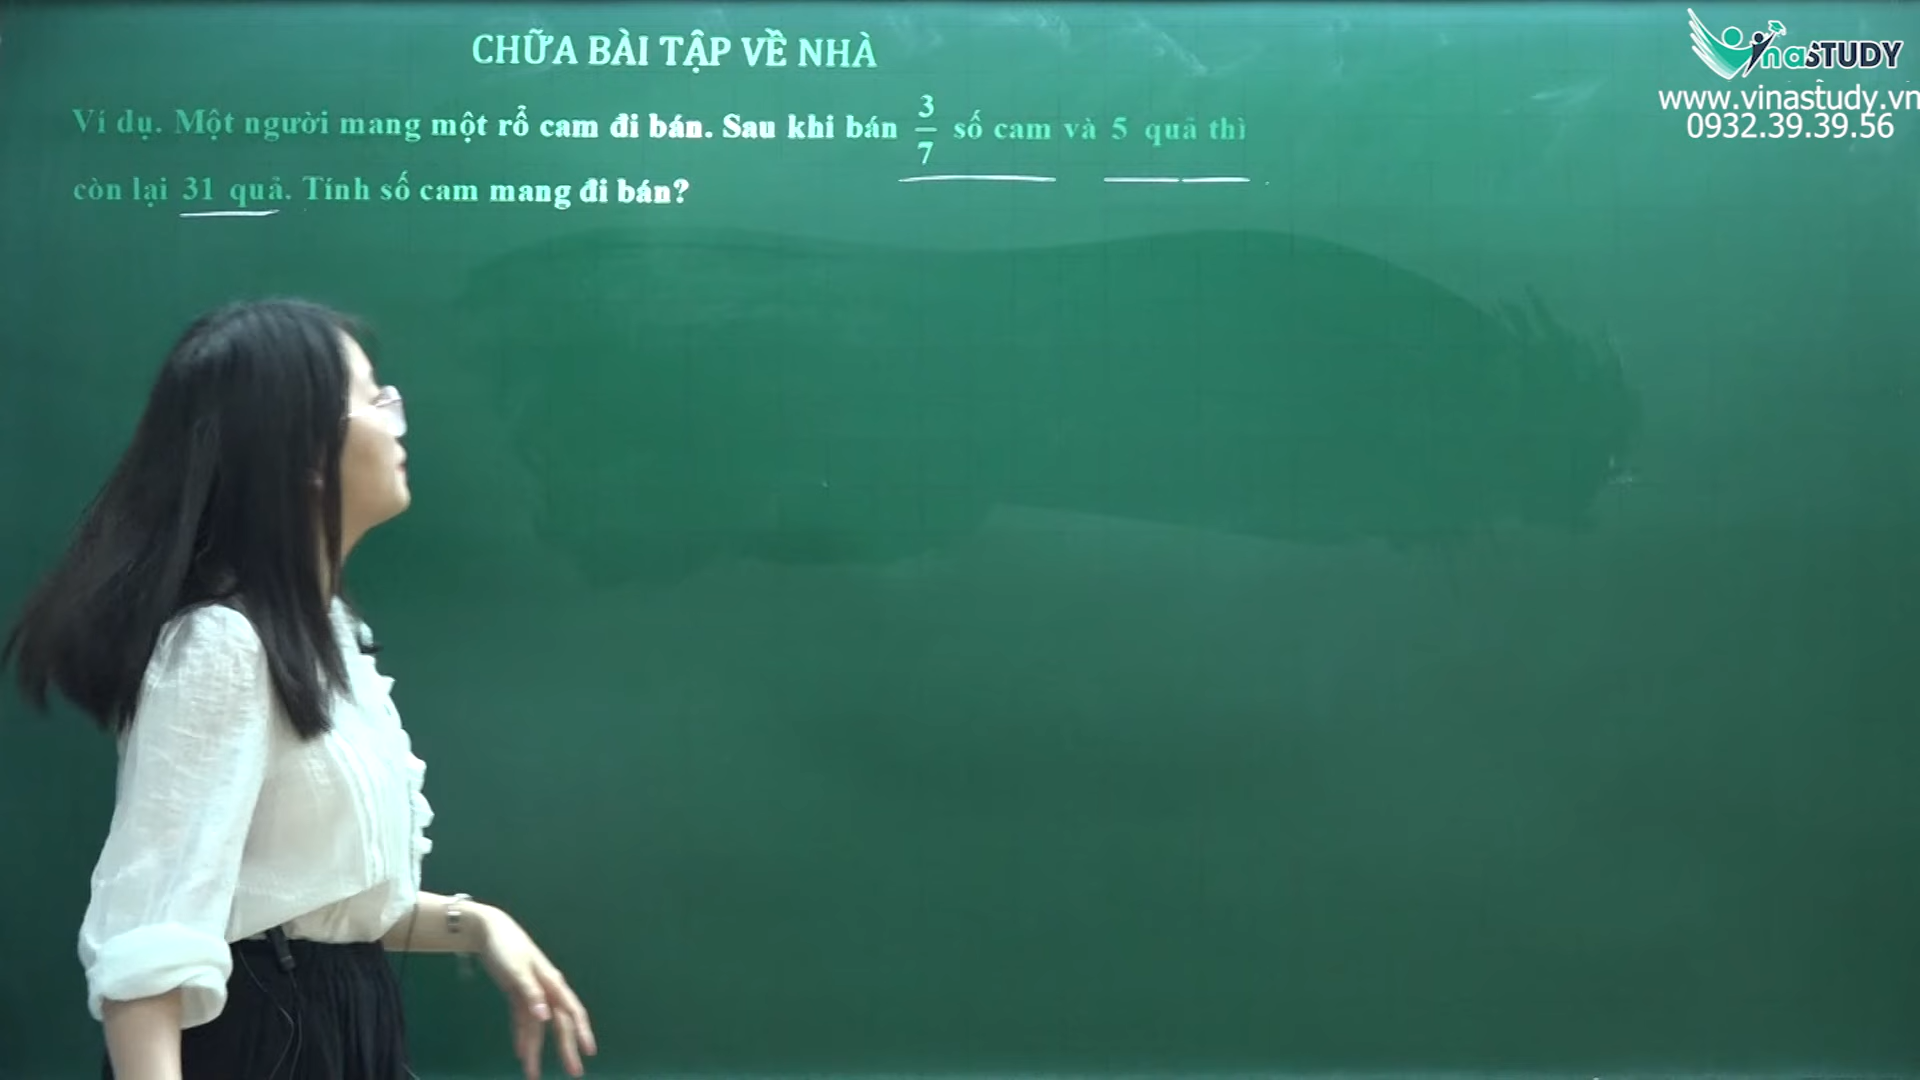 CHỮA BÀI TẬP VỀ NHÀ
VinaSTUDY
www.vinastudy.vn
0932.39.39.56
Ví dụ. Một người mang một rổ cam đi bán. Sau khi bán 3/7 số cam và 5 quả thì
còn lại 31 quả. Tính số cam mang đi bán?